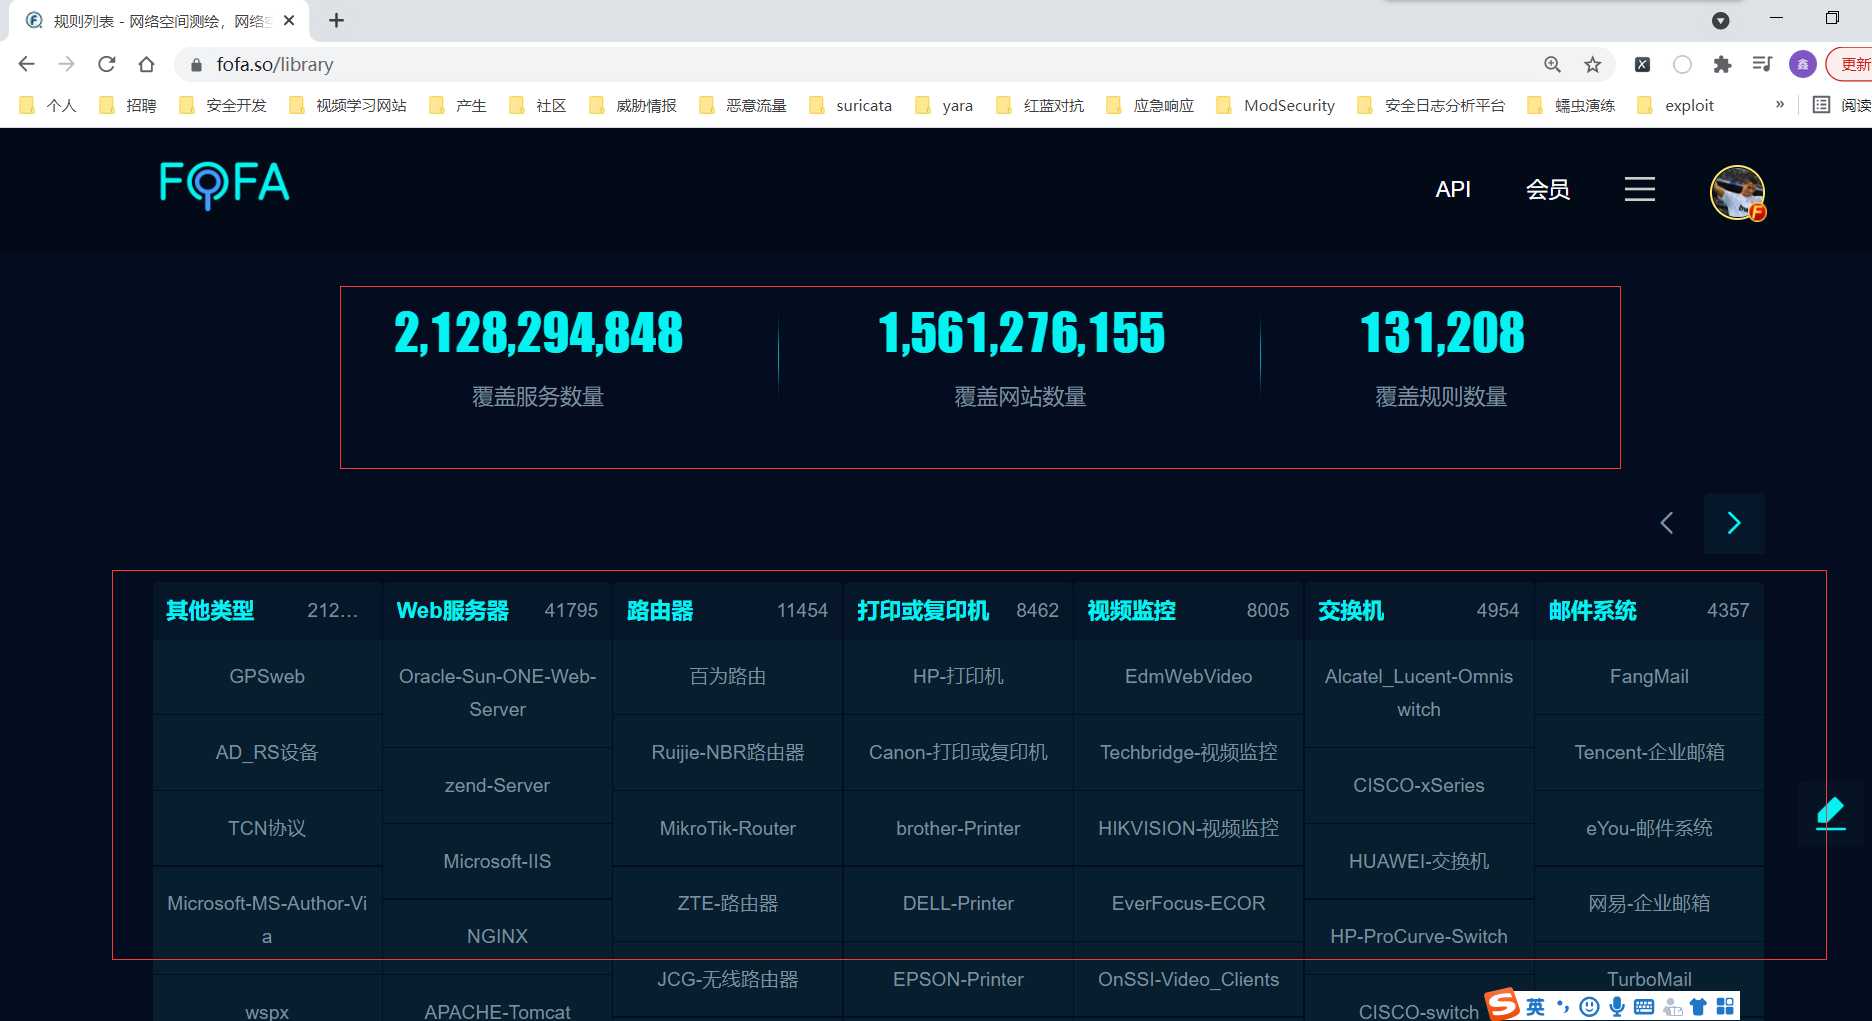 规则列表 - 网络空间测绘，网络空
fofa.so/library
更新
个人 招聘 安全开发 视频学习网站 产生 社区 威胁情报 恶意流量 suricata yara 红蓝对抗 应急响应 ModSecurity 安全日志分析平台 蠕虫演练 exploit » 阅读
FOFA
API 会员
2,128,294,848 1,561,276,155 131,208
覆盖服务数量 覆盖网站数量 覆盖规则数量
其他类型 212...
GPSweb
AD_RS设备
TCN协议
Microsoft-MS-Author-Vi
a
wspx
Web服务器 41795
Oracle-Sun-ONE-Web-
Server
zend-Server
Microsoft-IIS
NGINX
APACHE-Tomcat
路由器 11454
百为路由
Ruijie-NBR路由器
MikroTik-Router
ZTE-路由器
JCG-无线路由器
打印或复印机 8462
HP-打印机
Canon-打印或复印机
brother-Printer
DELL-Printer
EPSON-Printer
视频监控 8005
EdmWebVideo
Techbridge-视频监控
HIKVISION-视频监控
EverFocus-ECOR
OnSSI-Video_Clients
交换机 4954
Alcatel_Lucent-Omnis
witch
CISCO-xSeries
HUAWEI-交换机
HP-ProCurve-Switch
CISCO-switch
邮件系统 4357
FangMail
Tencent-企业邮箱
eYou-邮件系统
网易-企业邮箱
TurboMail
英